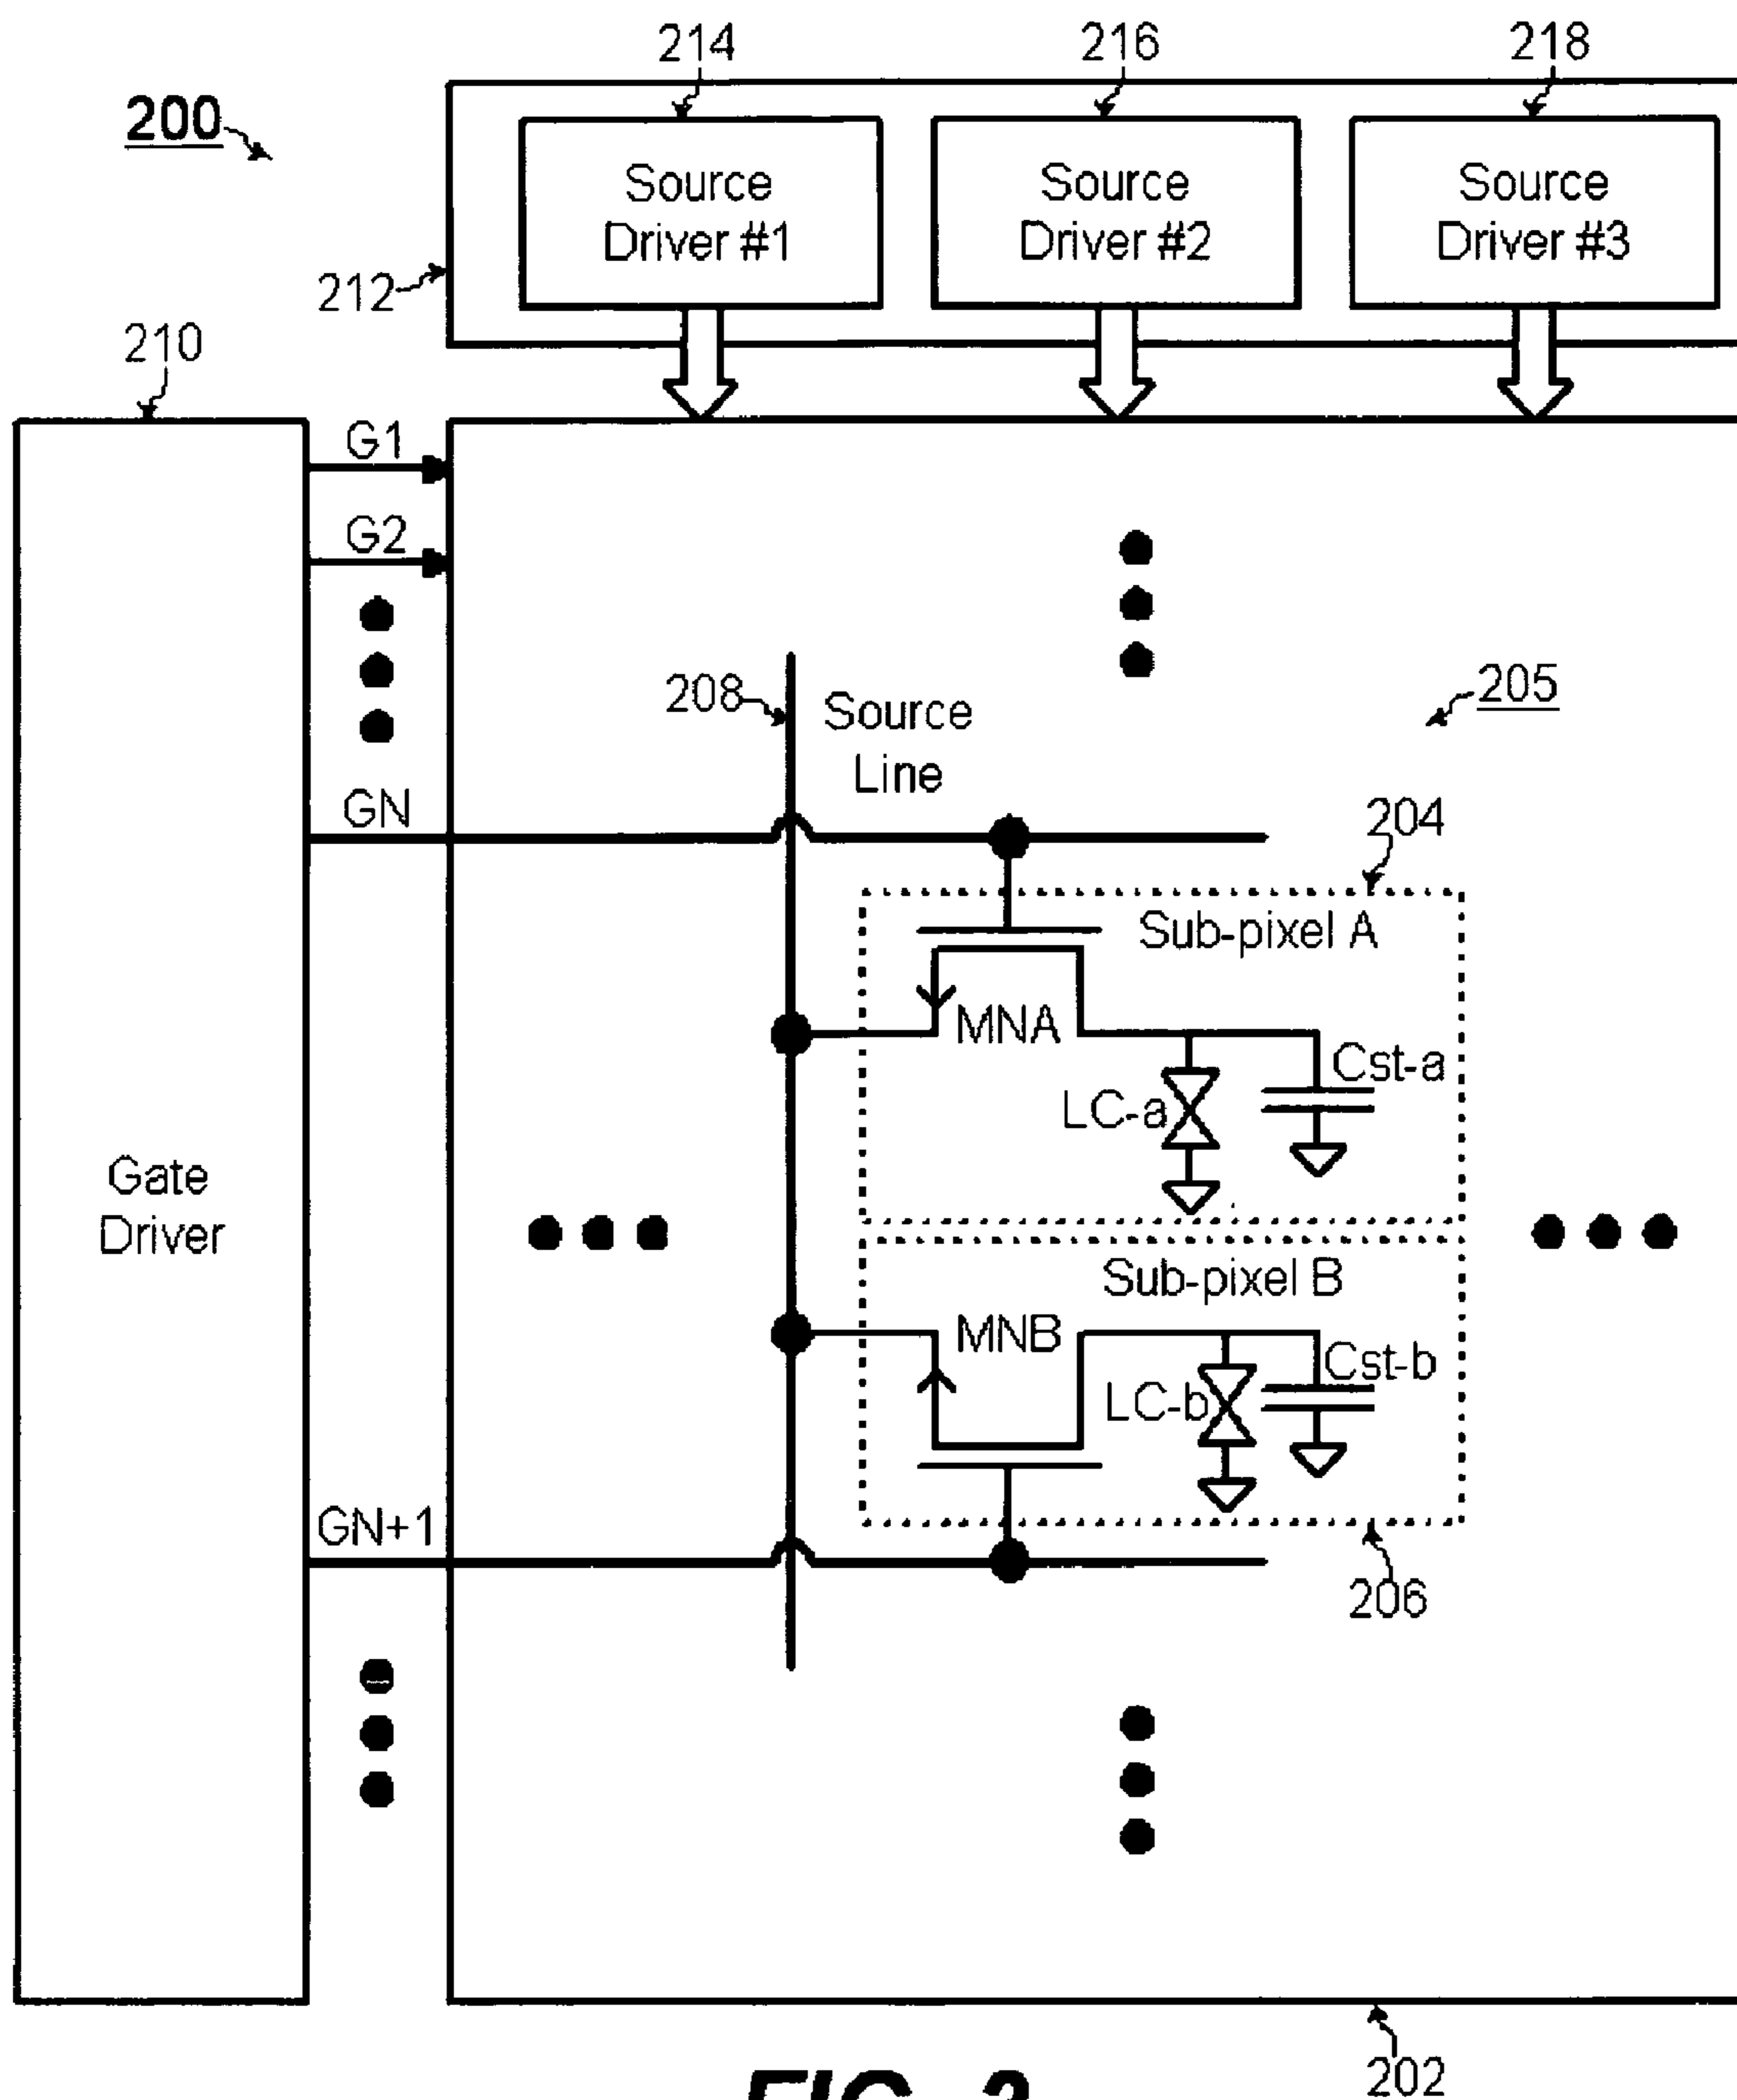 214
216
218
200
Source
Driver #1
Source
Driver #2
Source
Driver #3
212
210
G1
G2
208
Source
Line
205
GN
204
Sub-pixel A
MNA
Cst-a
LC-a
Gate
Driver
Sub-pixel B
MNB
Cst-b
LC-b
GN+1
206
202
FIG.